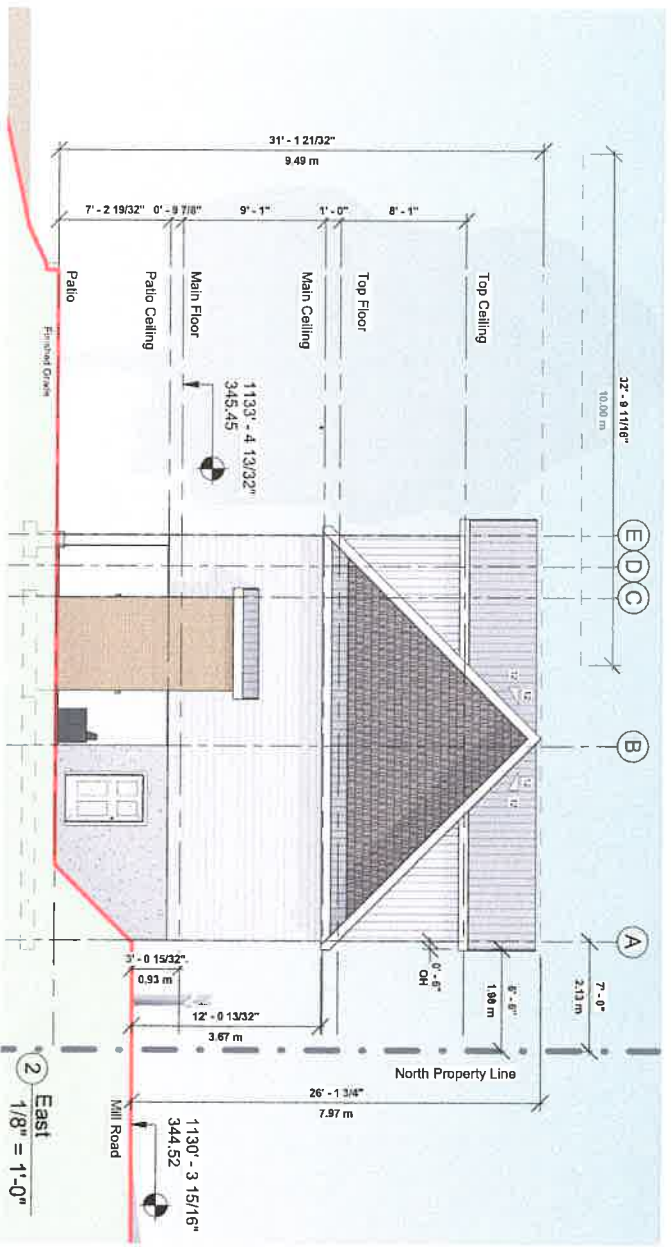 31' - 1 21/32"
9.49 m
7' - 2 19/32"
0' - 9 7/8"
9' - 1"
1' - 0"
8' - 1"
Patio
Patio Ceiling
Main Floor
Main Ceiling
Top Floor
Top Ceiling
Finished Grade
1133' - 4 13/32"
345.45
32' - 9 11/16"
10.00 m
E
D
C
B
A
12
12
12
12
0' - 6"
OH
6' - 6"
1.98 m
7' - 0"
2.13 m
3' - 0 15/32"
0.93 m
12' - 0 13/32"
3.67 m
North Property Line
26' - 1 3/4"
7.97 m
Mill Road
1130' - 3 15/16"
344.52
2
East
1/8" = 1'-0"